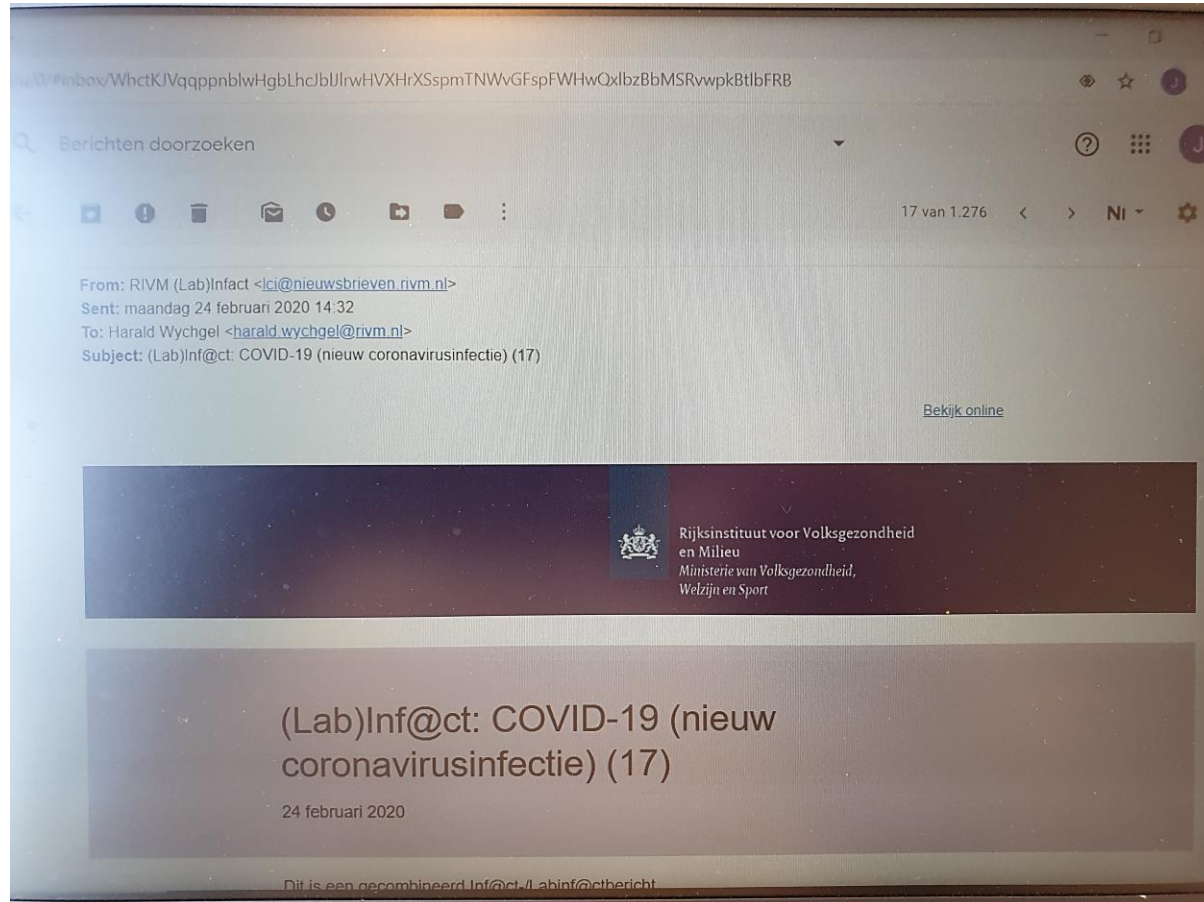 Berichten doorzoeken
17 van 1.276
Nl
From: RIVM (Lab)Infact <lci@nieuwsbrieven.rivm.nl>
Sent: maandag 24 februari 2020 14:32
To: Harald Wychgel <harald.wychgel@rivm.nl>
Subject: (Lab)Inf@ct: COVID-19 (nieuw coronavirusinfectie) (17)
Bekijk online
Rijksinstituut voor Volksgezondheid
en Milieu
Ministerie van Volksgezondheid,
Welzijn en Sport
(Lab)Inf@ct: COVID-19 (nieuw
coronavirusinfectie) (17)
24 februari 2020
Dit is een gecombineerd Inf@ct-/Labinf@ctbericht